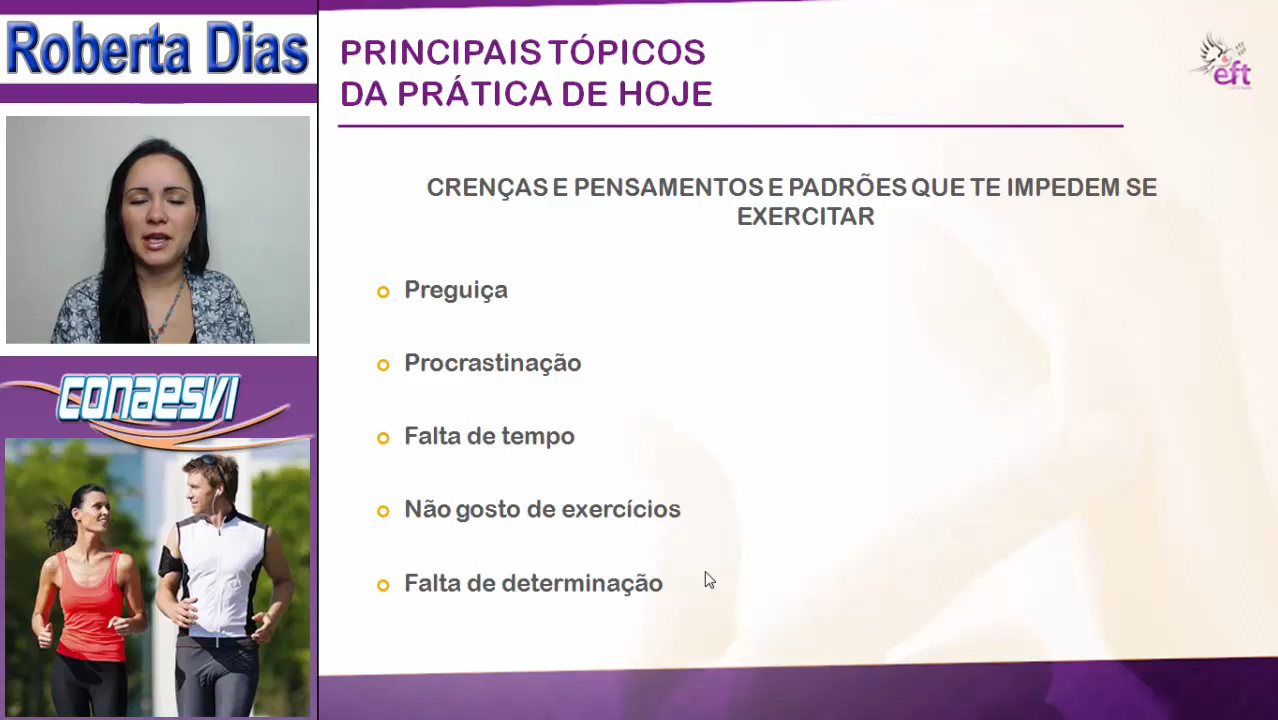 Roberta Dias
PRINCIPAIS TÓPICOS
DA PRÁTICA DE HOJE
eft
CRENÇAS E PENSAMENTOS E PADRÕES QUE TE IMPEDEM SE
EXERCITAR
Preguiça
Procrastinação
Falta de tempo
Não gosto de exercícios
Falta de determinação
CONAESVI